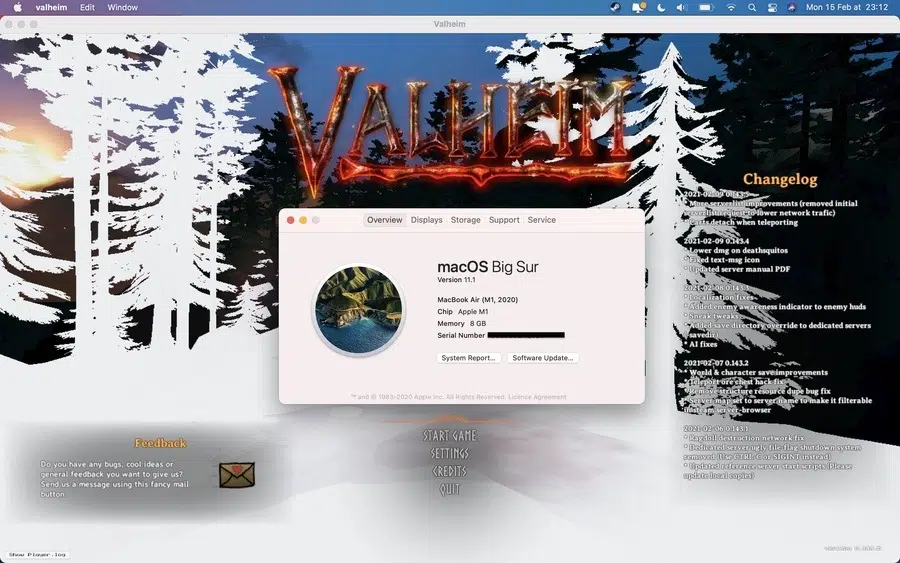 valheim Edit Window
Mon 15 Feb at 23:12
Valheim
VALHEIM
Changelog
2021-02-09 0.143.5
* More serverlist improvements (removed initial
serverlist request to lower network trafic)
* Carts detach when teleporting
2021-02-09 0.143.4
* Lower dmg on deathsquitos
* Fixed text-msg icon
* Updated server manual PDF
2021-02-08 0.143.3
* Localization fixes
* Added enemy awareness indicator to enemy huds
* Sneak tweaks
* Added save directory override to dedicated servers
savedir)
* AI fixes
2021-02-07 0.143.2
* World & character save improvements
* Teleport ore chest hack fix
* Remove structure resource dupe bug fix
* Server map set to server name to make it filterable
in steam server-browser
2021-02-06 0.143.1
* Ragdoll destruction network fix
* Dedicated server ugly-file-flag shutdown system
removed (Use CTRL-C or SIGINT instead)
* Updated reference server start scripts (Please
update local copies)
Overview Displays Storage Support Service
macOS Big Sur
Version 11.1
MacBook Air (M1, 2020)
Chip Apple M1
Memory 8 GB
Serial Number
System Report... Software Update...
™ and © 1983-2020 Apple Inc. All Rights Reserved. Licence Agreement
START GAME
SETTINGS
CREDITS
QUIT
Feedback
Do you have any bugs, cool ideas or
general feedback you want to give us?
Send us a message using this fancy mail
button
Show Player.log